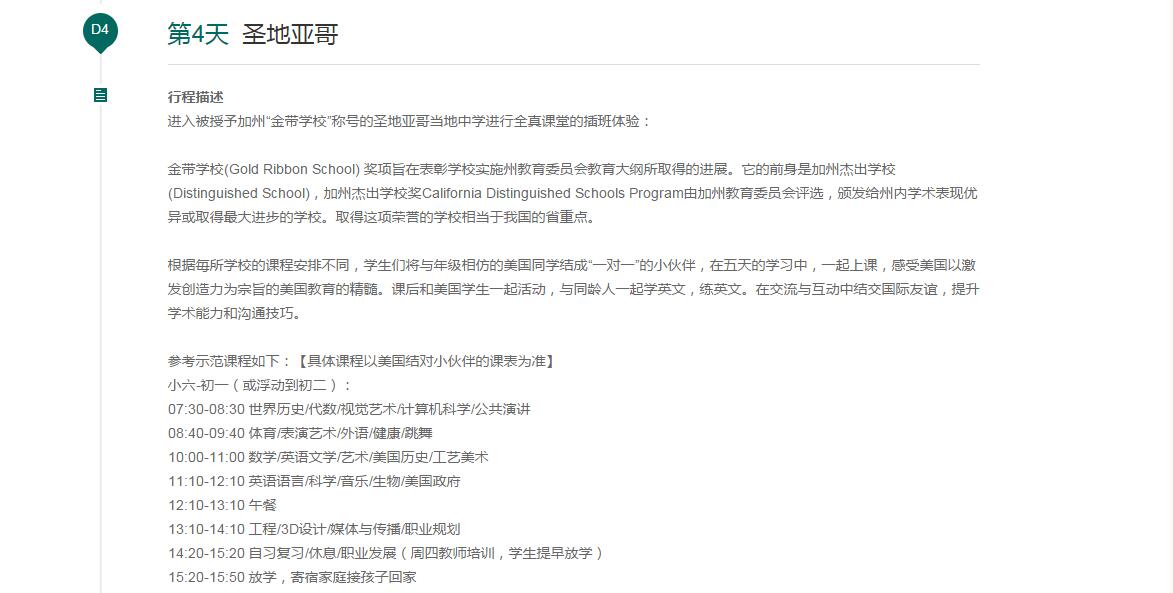 D4
第4天 圣地亚哥
行程描述
进入被授予加州“金带学校”称号的圣地亚哥当地中学进行全真课堂的插班体验：
金带学校(Gold Ribbon School) 奖项旨在表彰学校实施州教育委员会教育大纲所取得的进展。它的前身是加州杰出学校
(Distinguished School)，加州杰出学校奖California Distinguished Schools Program由加州教育委员会评选，颁发给州内学术表现优
异或取得最大进步的学校。取得这项荣誉的学校相当于我国的省重点。
根据每所学校的课程安排不同，学生们将与年级相仿的美国同学结成“一对一”的小伙伴，在五天的学习中，一起上课，感受美国以激
发创造力为宗旨的美国教育的精髓。课后和美国学生一起活动，与同龄人一起学英文，练英文。在交流与互动中结交国际友谊，提升
学术能力和沟通技巧。
参考示范课程如下：【具体课程以美国结对小伙伴的课表为准】
小六-初一（或浮动到初二）：
07:30-08:30 世界历史/代数/视觉艺术/计算机科学/公共演讲
08:40-09:40 体育/表演艺术/外语/健康/跳舞
10:00-11:00 数学/英语文学/艺术/美国历史/工艺美术
11:10-12:10 英语语言/科学/音乐/生物/美国政府
12:10-13:10 午餐
13:10-14:10 工程/3D设计/媒体与传播/职业规划
14:20-15:20 自习复习/休息/职业发展（周四教师培训，学生提早放学）
15:20-15:50 放学，寄宿家庭接孩子回家